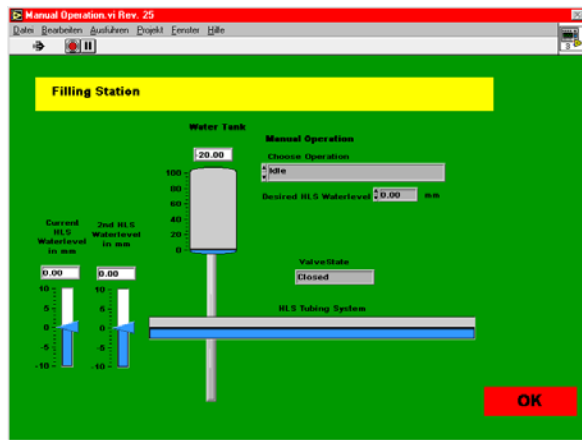 Manual Operation.vi Rev. 25
Datei Bearbeiten Ausführen Projekt Fenster Hilfe
3
Filling Station
Water Tank
-20.00
Manual Operation
Choose Operation
Idle
Desired HLS Waterlevel 0.00 mm
100
80
60
40
20
0
Current
HLS
Waterlevel
in mm
2nd HLS
Waterlevel
in mm
0.00
0.00
10
5
0
-5
-10
10
5
0
-5
-10
ValveState
Closed
HLS Tubing System
OK